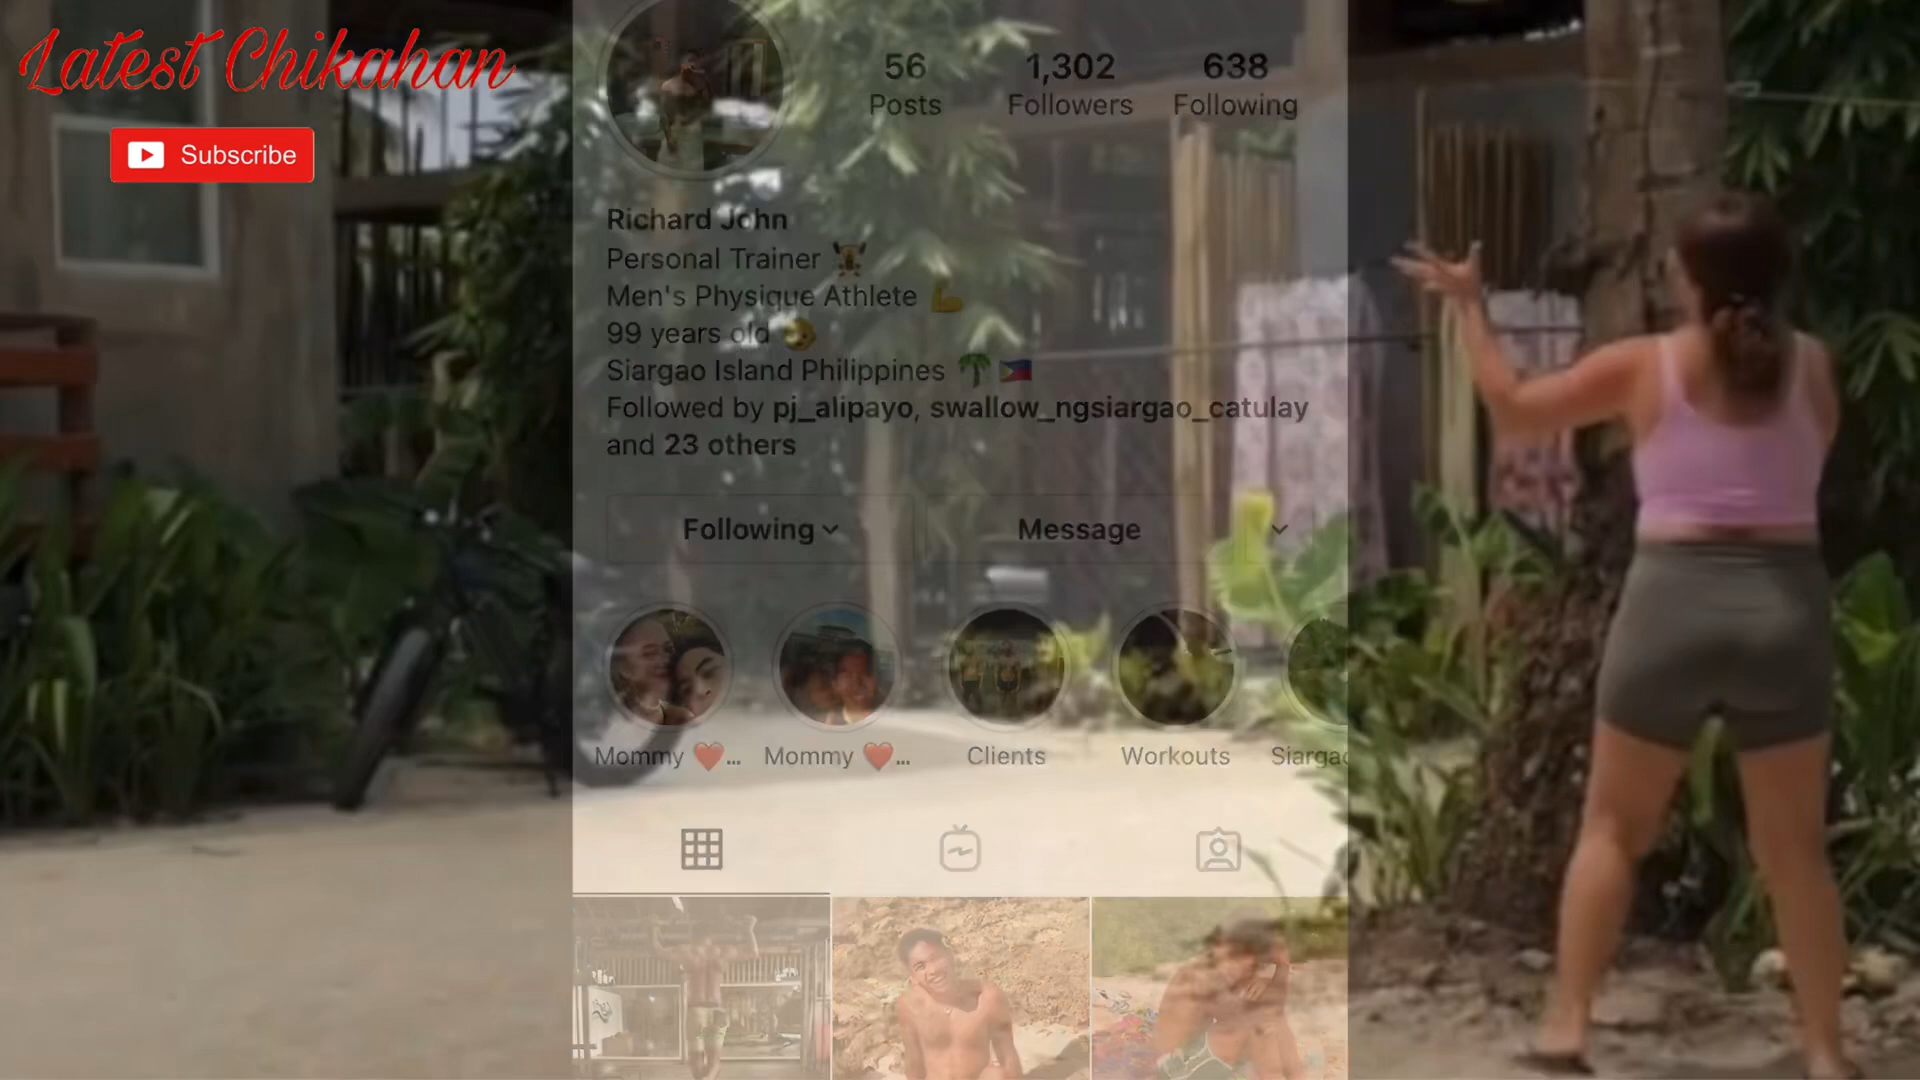 Latest Chikahan
Subscribe
56 1,302 638
Posts Followers Following
Richard John
Personal Trainer 🏋
Men's Physique Athlete 💪
99 years old
Siargao Island Philippines 🌴🇵🇭
Followed by pj_alipayo, swallow_ngsiargao_catulay
and 23 others
Following Message
Mommy ❤️... Mommy ❤️... Clients Workouts Siargao